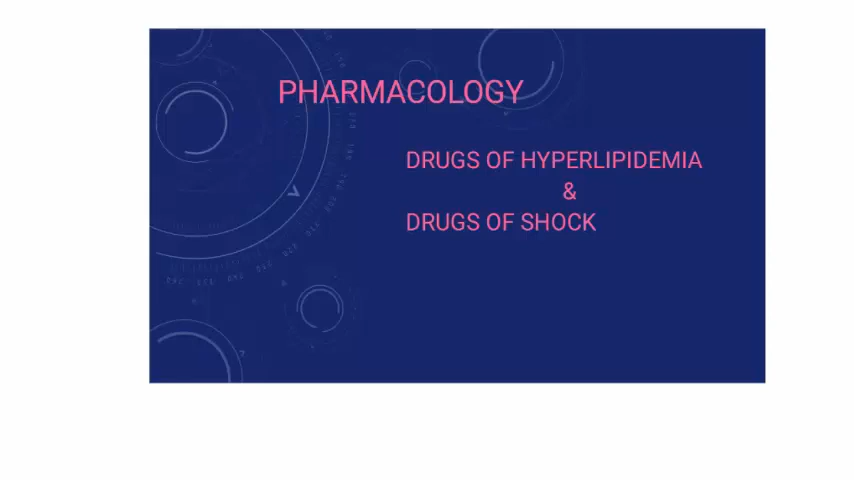 PHARMACOLOGY
DRUGS OF HYPERLIPIDEMIA
&
DRUGS OF SHOCK